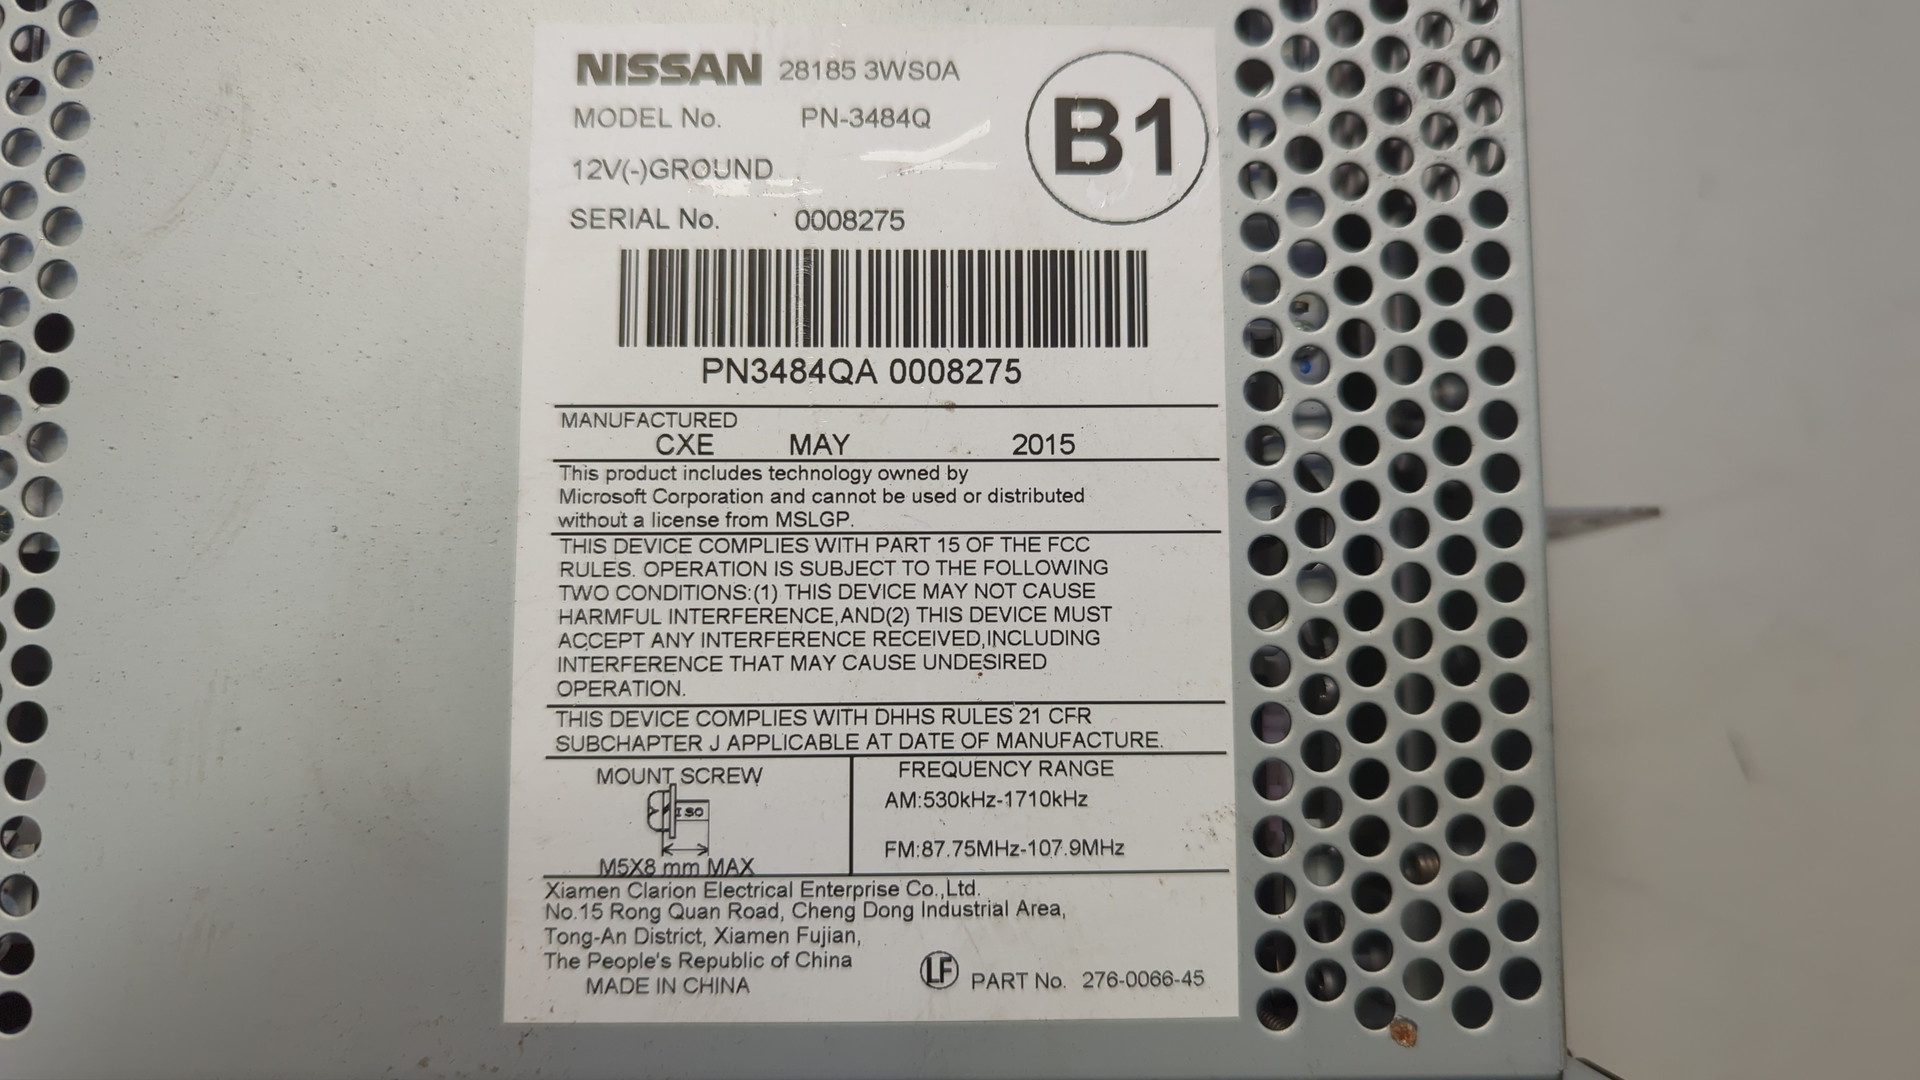 NISSAN 28185 3WS0A
MODEL No. PN-3484Q
B1
12V(-)GROUND
SERIAL No. 0008275
PN3484QA 0008275
MANUFACTURED
CXE MAY 2015
This product includes technology owned by
Microsoft Corporation and cannot be used or distributed
without a license from MSLGP.
THIS DEVICE COMPLIES WITH PART 15 OF THE FCC
RULES. OPERATION IS SUBJECT TO THE FOLLOWING
TWO CONDITIONS:(1) THIS DEVICE MAY NOT CAUSE
HARMFUL INTERFERENCE,AND(2) THIS DEVICE MUST
ACCEPT ANY INTERFERENCE RECEIVED,INCLUDING
INTERFERENCE THAT MAY CAUSE UNDESIRED
OPERATION.
THIS DEVICE COMPLIES WITH DHHS RULES 21 CFR
SUBCHAPTER J APPLICABLE AT DATE OF MANUFACTURE.
MOUNT SCREW
ISO
M5X8 mm MAX
FREQUENCY RANGE
AM:530kHz-1710kHz
FM:87.75MHz-107.9MHz
Xiamen Clarion Electrical Enterprise Co.,Ltd.
No.15 Rong Quan Road, Cheng Dong Industrial Area,
Tong-An District, Xiamen Fujian,
The People's Republic of China
MADE IN CHINA
LF PART No. 276-0066-45